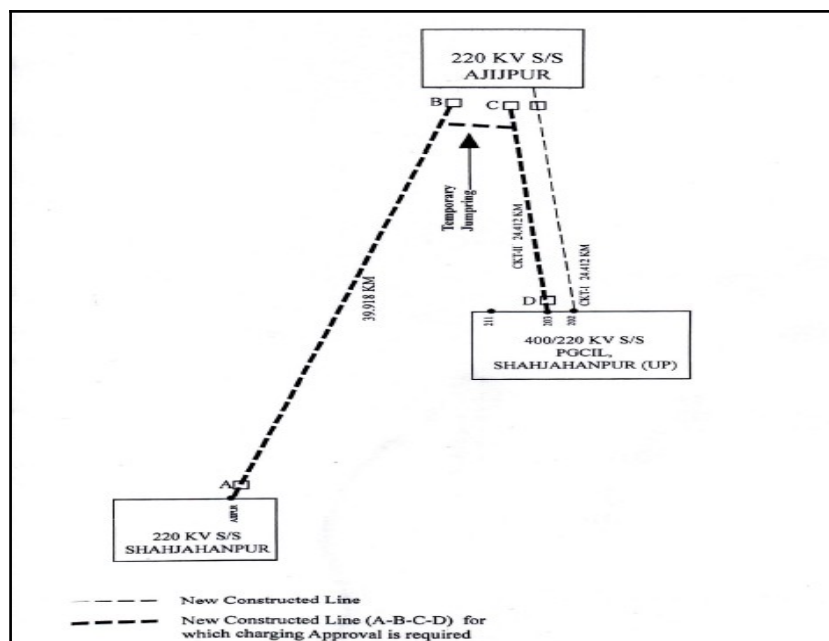 220 KV S/S
AJIJPUR
B
C
Temporary
Jumpring
CKT-II 24.412 KM
CKT-I 24.412 KM
39.918 KM
D
211
203
202
400/220 KV S/S
PGCIL,
SHAHJAHANPUR (UP)
A
220 KV S/S
SHAHJAHANPUR
New Constructed Line
New Constructed Line (A-B-C-D) for
which charging Approval is required